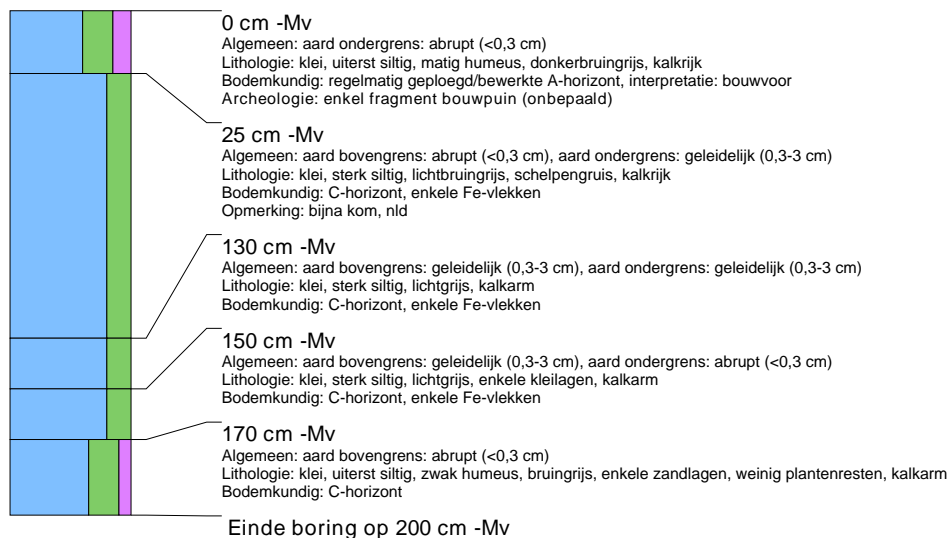 0 cm -Mv
Algemeen: aard ondergrens: abrupt (<0,3 cm)
Lithologie: klei, uiterst siltig, matig humeus, donkerbruingrijs, kalkrijk
Bodemkundig: regelmatig geploegd/bewerkte A-horizont, interpretatie: bouwvoor
Archeologie: enkel fragment bouwpuin (onbepaald)
25 cm -Mv
Algemeen: aard bovengrens: abrupt (<0,3 cm), aard ondergrens: geleidelijk (0,3-3 cm)
Lithologie: klei, sterk siltig, lichtbruingrijs, schelpengruis, kalkrijk
Bodemkundig: C-horizont, enkele Fe-vlekken
Opmerking: bijna kom, nld
130 cm -Mv
Algemeen: aard bovengrens: geleidelijk (0,3-3 cm), aard ondergrens: geleidelijk (0,3-3 cm)
Lithologie: klei, sterk siltig, lichtgrijs, kalkarm
Bodemkundig: C-horizont, enkele Fe-vlekken
150 cm -Mv
Algemeen: aard bovengrens: geleidelijk (0,3-3 cm), aard ondergrens: abrupt (<0,3 cm)
Lithologie: klei, sterk siltig, lichtgrijs, enkele kleilagen, kalkarm
Bodemkundig: C-horizont, enkele Fe-vlekken
170 cm -Mv
Algemeen: aard bovengrens: abrupt (<0,3 cm)
Lithologie: klei, uiterst siltig, zwak humeus, bruingrijs, enkele zandlagen, weinig plantenresten, kalkarm
Bodemkundig: C-horizont
Einde boring op 200 cm -Mv